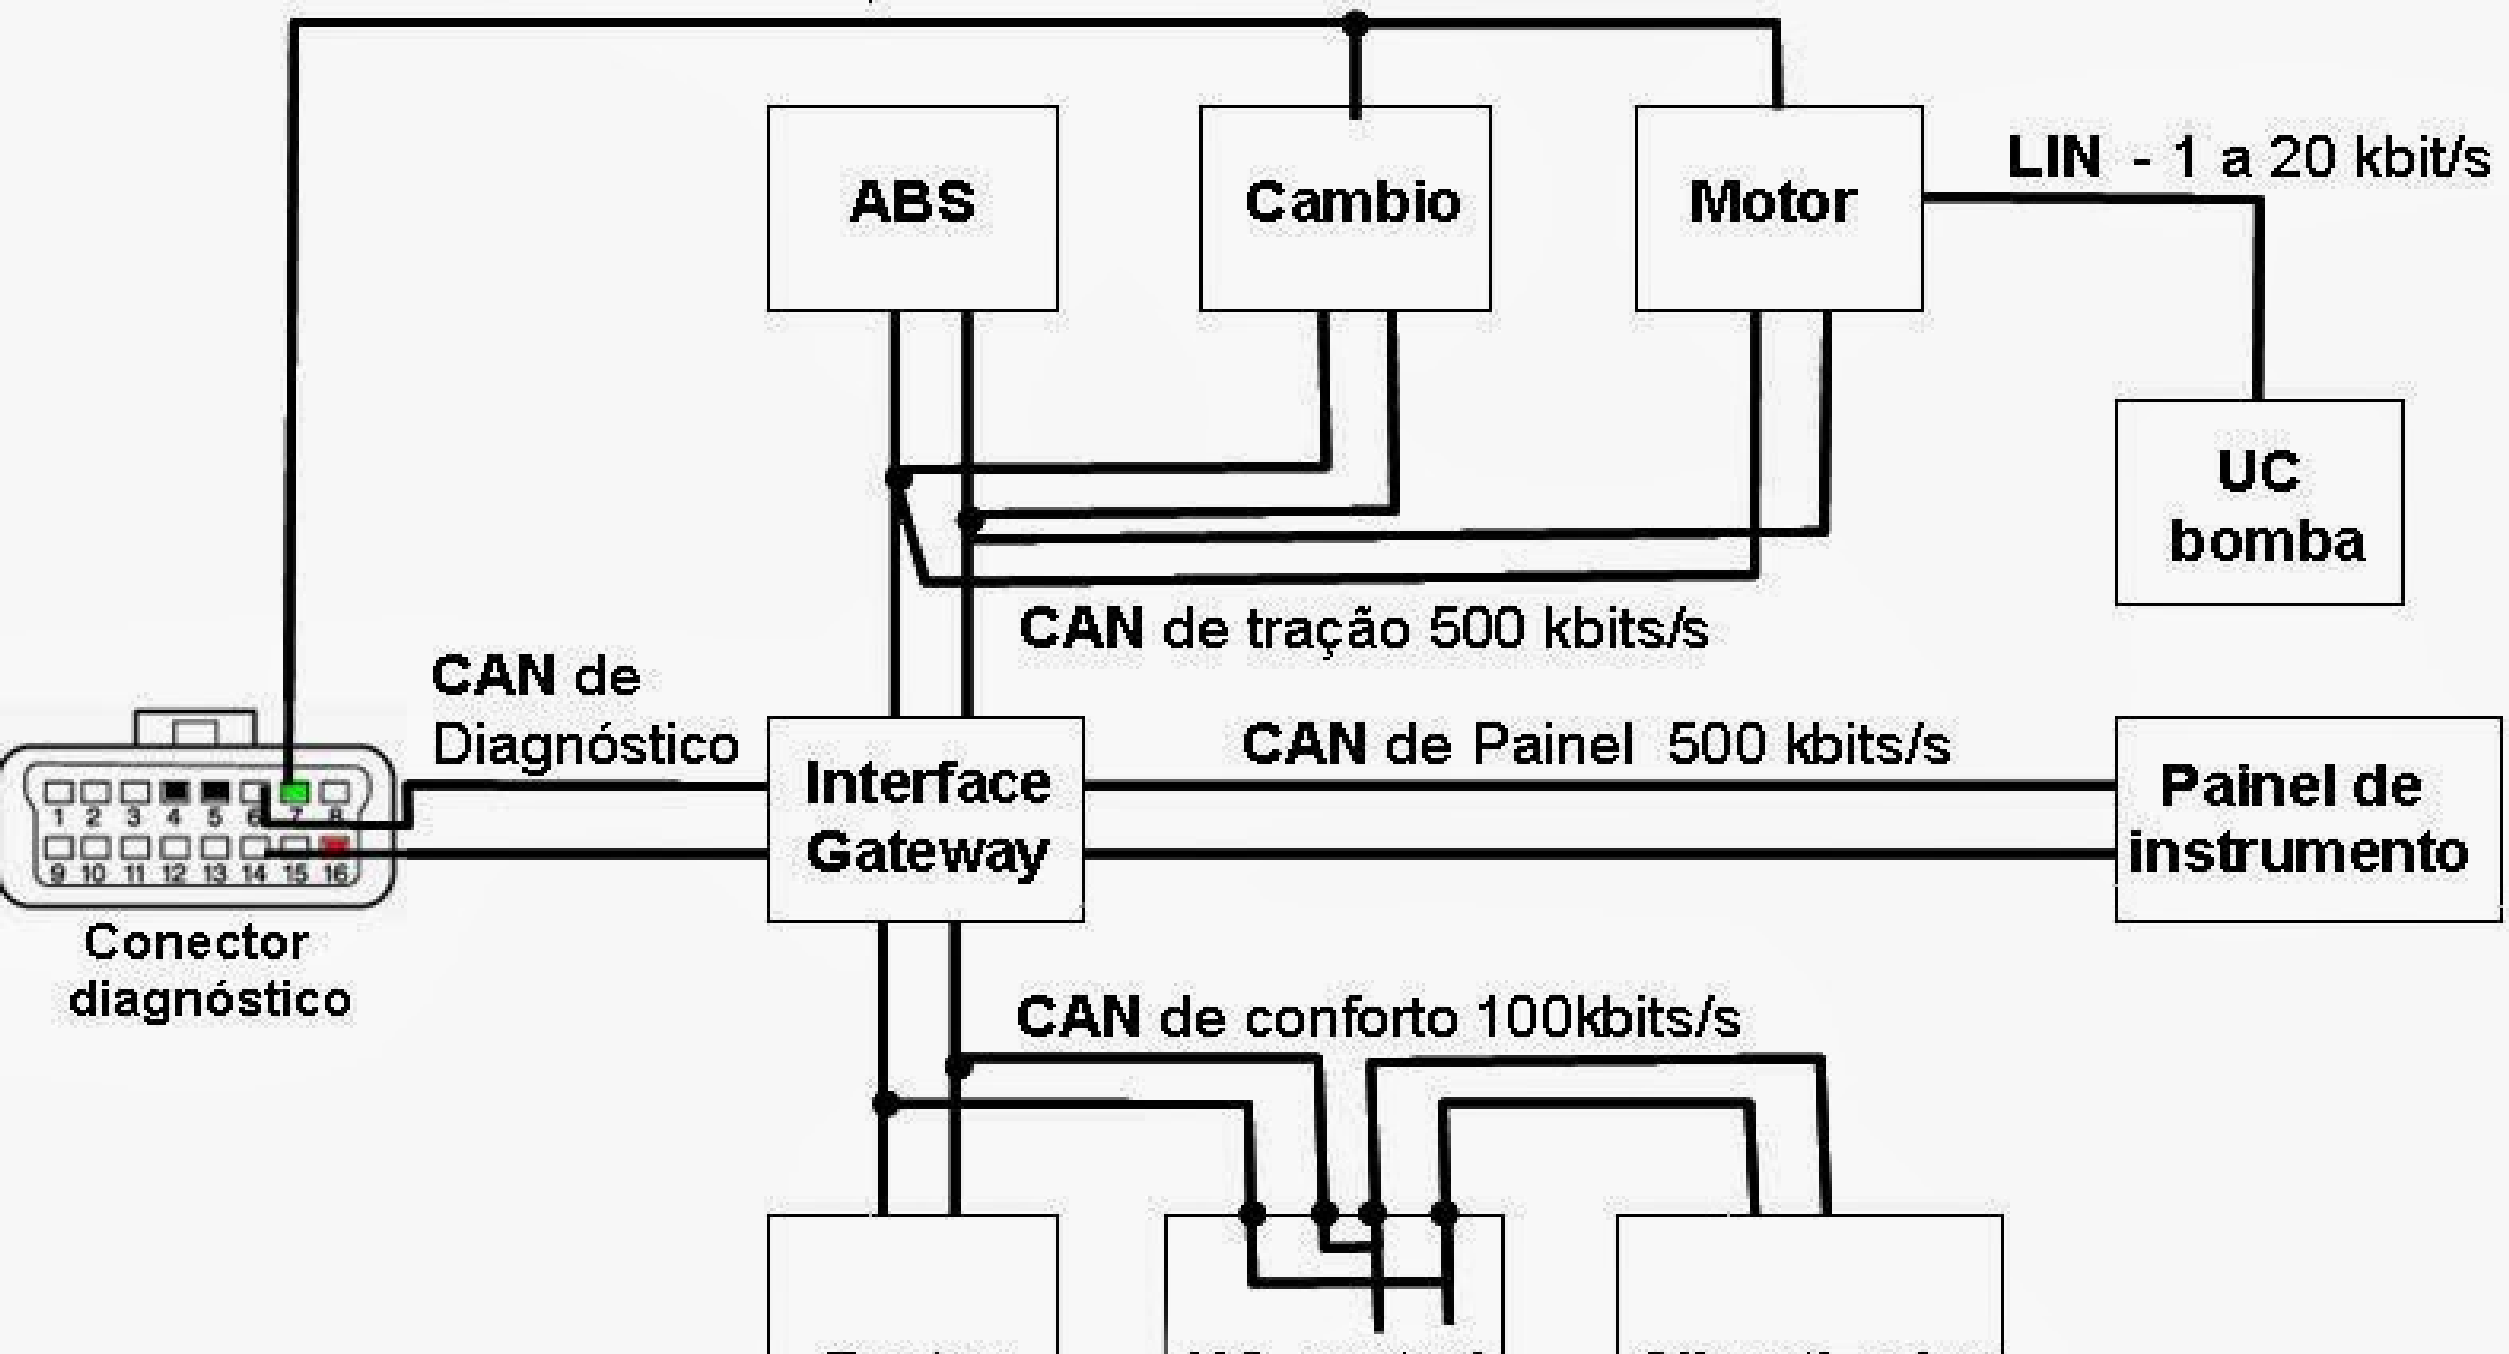 ABS
Cambio
Motor
LIN - 1 a 20 kbit/s
UC
bomba
CAN de tração 500 kbits/s
CAN de
Diagnóstico
Interface
Gateway
CAN de Painel 500 kbits/s
Painel de
instrumento
1 2 3 4 5 6 7 8
9 10 11 12 13 14 15 16
Conector
diagnóstico
CAN de conforto 100kbits/s